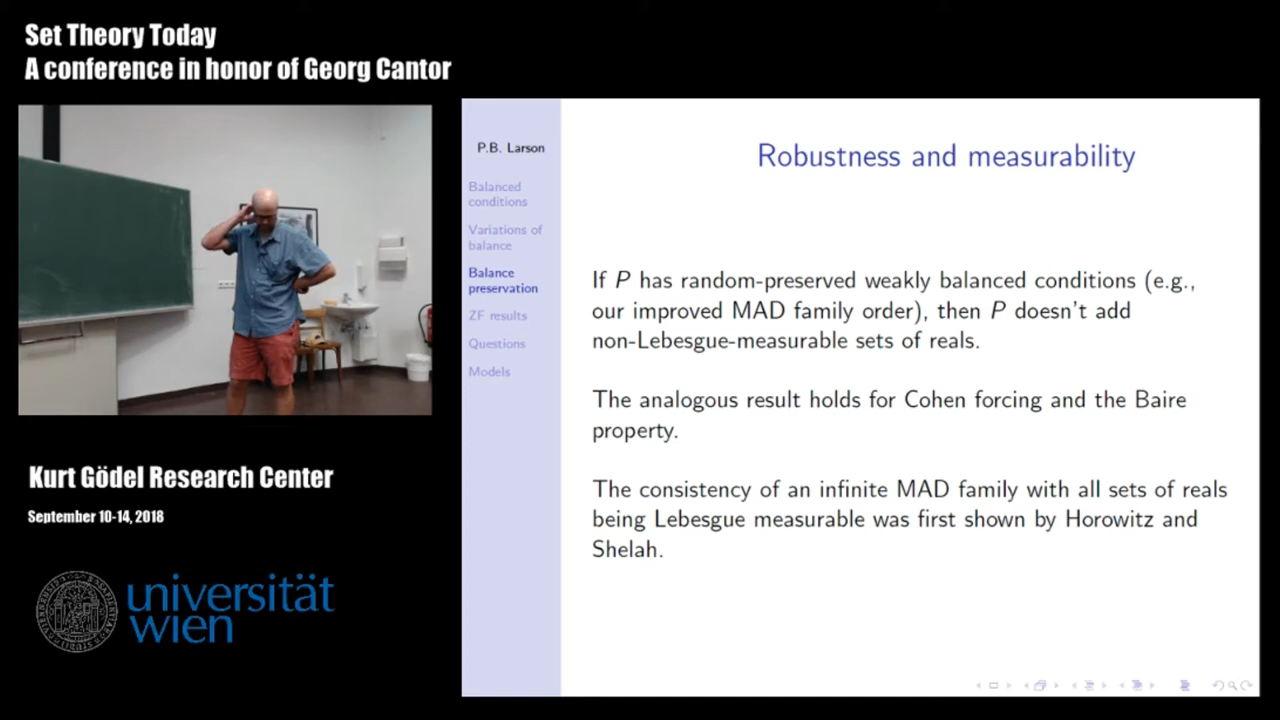 Set Theory Today
A conference in honor of Georg Cantor
P.B. Larson
Balanced
conditions
Variations of
balance
Balance
preservation
ZF results
Questions
Models
Robustness and measurability
If P has random-preserved weakly balanced conditions (e.g.,
our improved MAD family order), then P doesn't add
non-Lebesgue-measurable sets of reals.
The analogous result holds for Cohen forcing and the Baire
property.
The consistency of an infinite MAD family with all sets of reals
being Lebesgue measurable was first shown by Horowitz and
Shelah.
Kurt Gödel Research Center
September 10-14, 2018
universität
wien